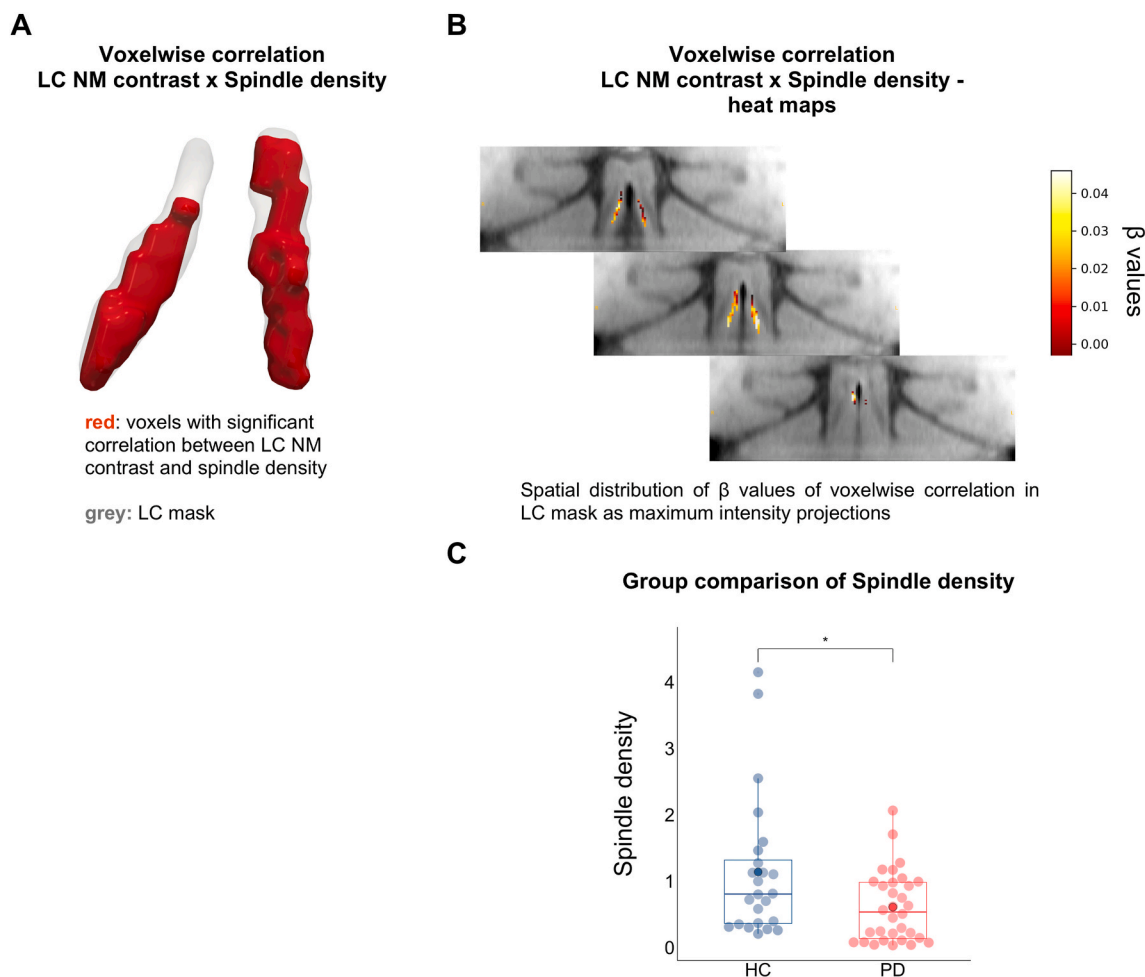 A
Voxelwise correlation
LC NM contrast x Spindle density
red: voxels with significant
correlation between LC NM
contrast and spindle density
grey: LC mask
B
Voxelwise correlation
LC NM contrast x Spindle density -
heat maps
0.04
0.03
0.02
0.01
0.00
β values
Spatial distribution of β values of voxelwise correlation in
LC mask as maximum intensity projections
C
Group comparison of Spindle density
*
Spindle density
4
3
2
1
0
HC
PD